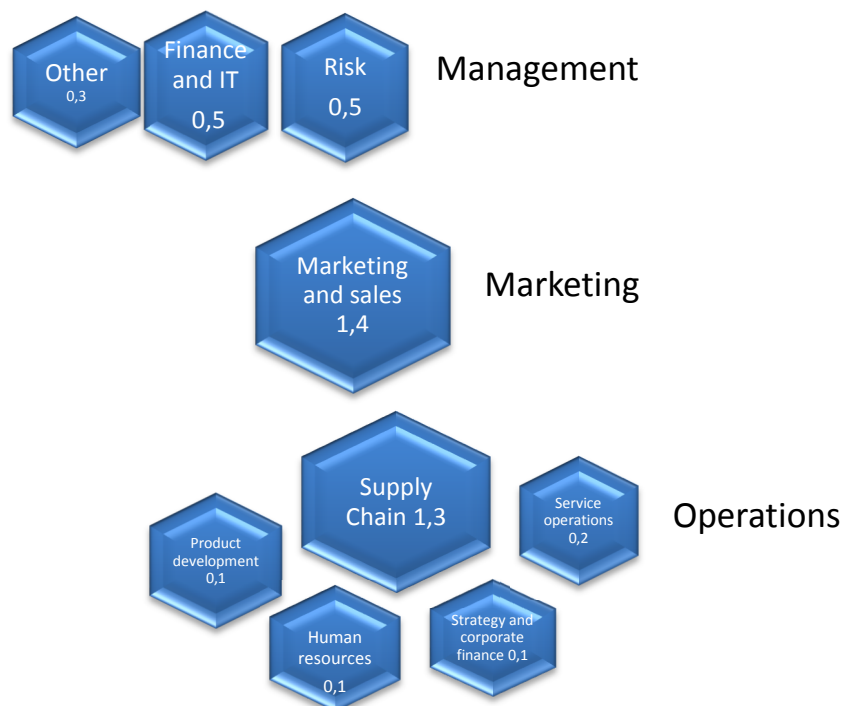 Other
0,3
Finance
and IT
0,5
Risk
0,5
Management
Marketing
and sales
1,4
Marketing
Supply
Chain 1,3
Service
operations
0,2
Operations
Product
development
0,1
Human
resources
0,1
Strategy and
corporate
finance 0,1